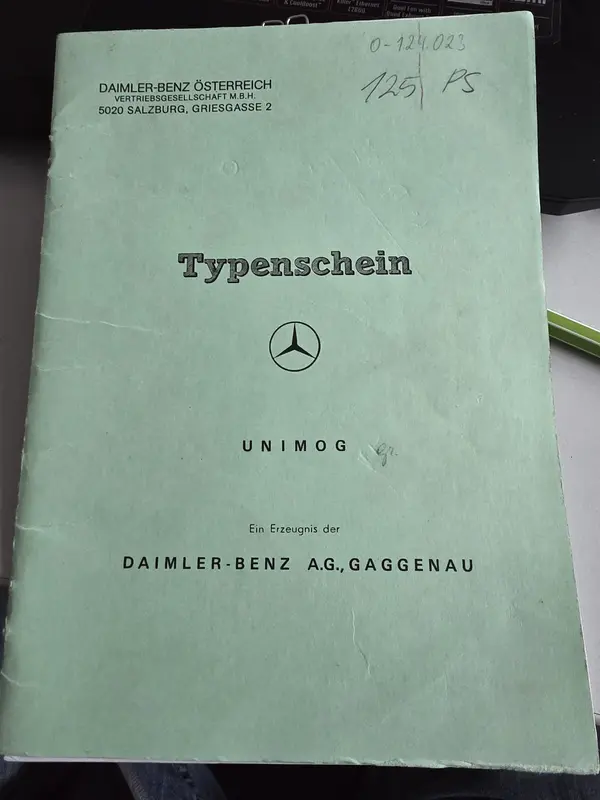 O-124.023
125 PS
DAIMLER-BENZ ÖSTERREICH
VERTRIEBSGESELLSCHAFT M.B.H.
5020 SALZBURG, GRIESGASSE 2
Typenschein
UNIMOG gr.
Ein Erzeugnis der
DAIMLER-BENZ A.G., GAGGENAU